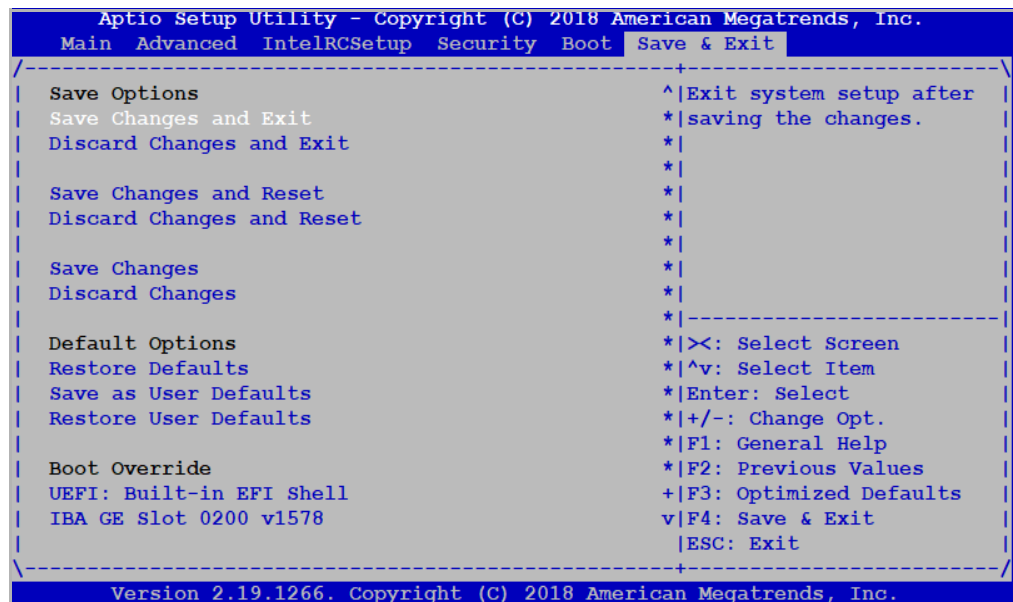 Aptio Setup Utility - Copyright (C) 2018 American Megatrends, Inc.
Main Advanced IntelRCSetup Security Boot Save & Exit
/------------------------------------------------------+--------------------------\
| Save Options ^|Exit system setup after |
| Save Changes and Exit *|saving the changes. |
| Discard Changes and Exit *| |
| *| |
| Save Changes and Reset *| |
| Discard Changes and Reset *| |
| *| |
| Save Changes *| |
| Discard Changes *| |
| *|--------------------------|
| Default Options *|><: Select Screen |
| Restore Defaults *|^v: Select Item |
| Save as User Defaults *|Enter: Select |
| Restore User Defaults *|+/-: Change Opt. |
| *|F1: General Help |
| Boot Override *|F2: Previous Values |
| UEFI: Built-in EFI Shell +|F3: Optimized Defaults |
| IBA GE Slot 0200 v1578 v|F4: Save & Exit |
| |ESC: Exit |
\------------------------------------------------------+--------------------------/
Version 2.19.1266. Copyright (C) 2018 American Megatrends, Inc.